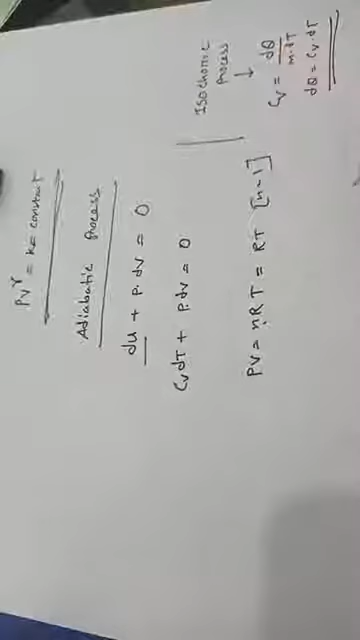 PV^γ = K = constant
Adiabatic Process
du + p.dv = 0
CvdT + p.dv = 0
PV = nRT = RT [n=1]
Isochoric
Process
↓
Cv = dQ / n.dT
dQ = Cv.dT